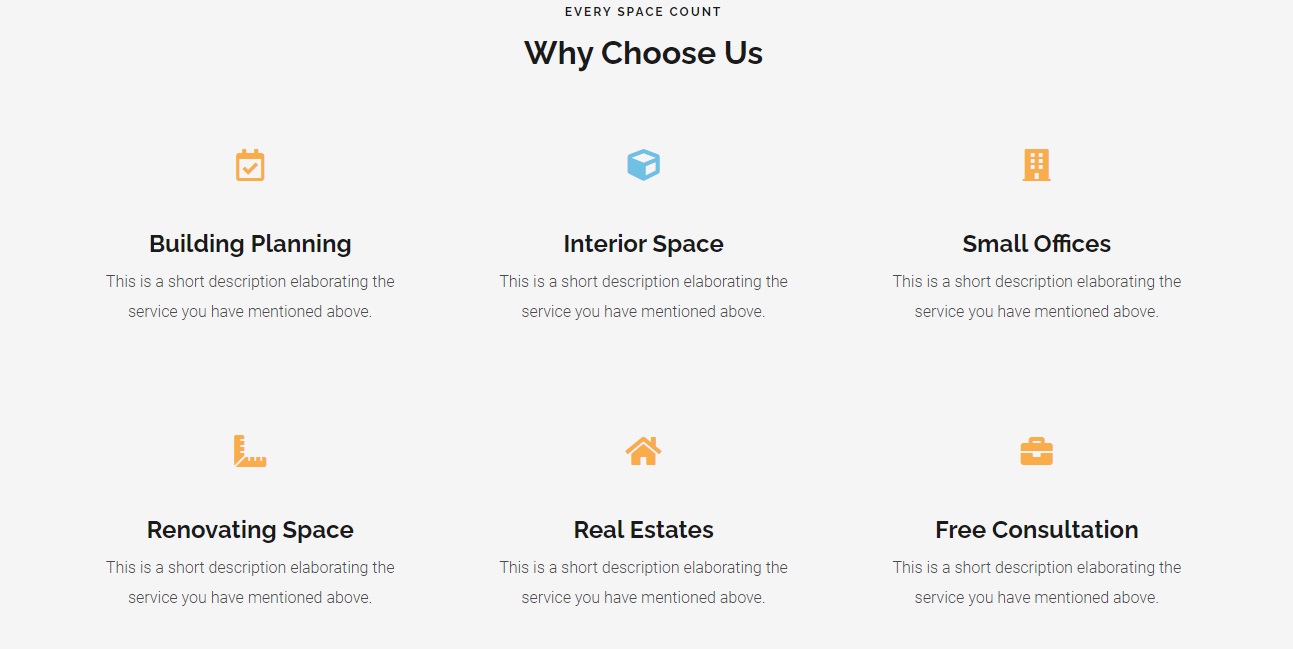 EVERY SPACE COUNT
Why Choose Us
Building Planning
This is a short description elaborating the
service you have mentioned above.
Interior Space
This is a short description elaborating the
service you have mentioned above.
Small Offices
This is a short description elaborating the
service you have mentioned above.
Renovating Space
This is a short description elaborating the
service you have mentioned above.
Real Estates
This is a short description elaborating the
service you have mentioned above.
Free Consultation
This is a short description elaborating the
service you have mentioned above.